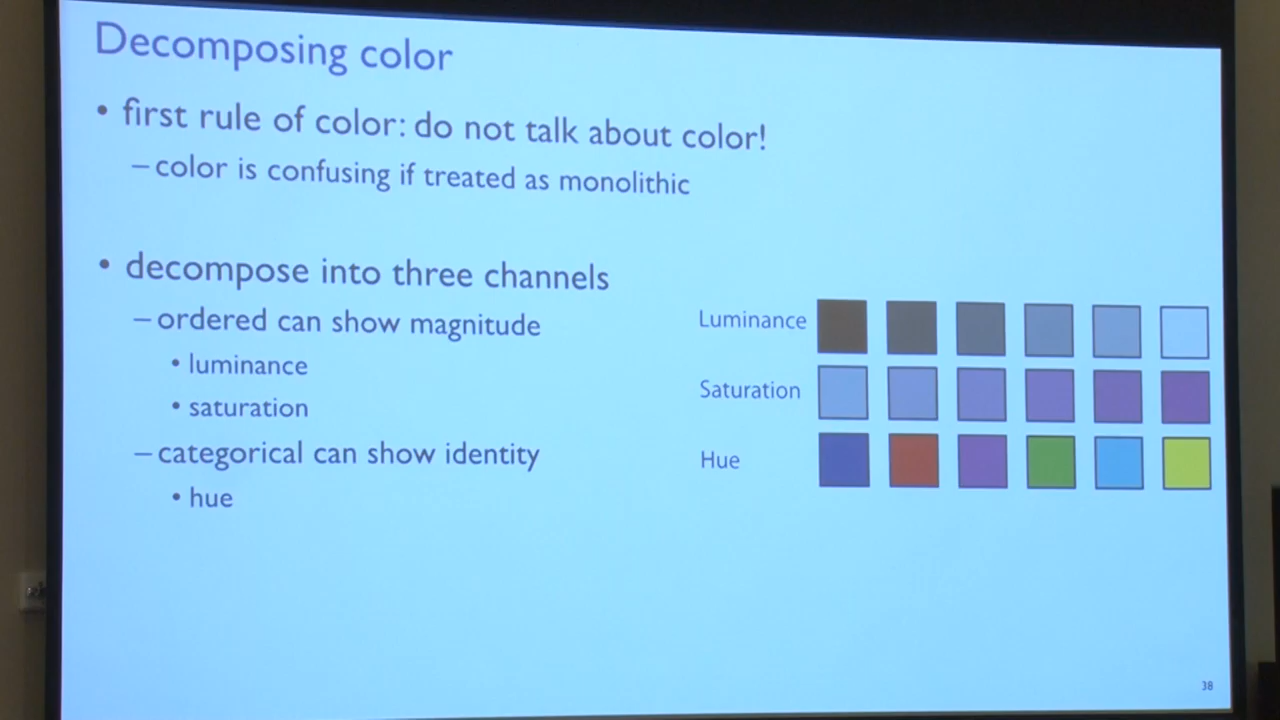 Decomposing color
• first rule of color: do not talk about color!
– color is confusing if treated as monolithic
• decompose into three channels
– ordered can show magnitude
• luminance
• saturation
– categorical can show identity
• hue
Luminance
Saturation
Hue
38